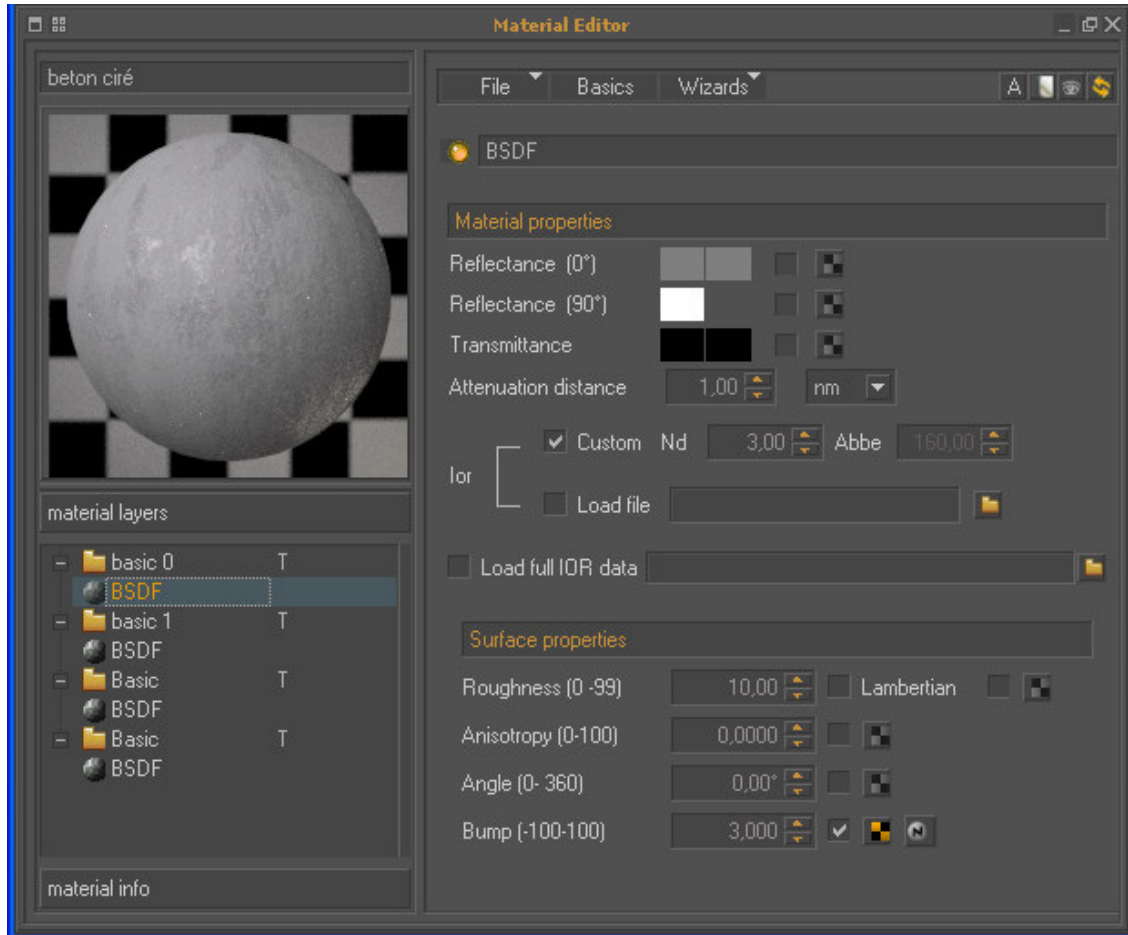 Material Editor
beton ciré
File Basics Wizards A
BSDF
Material properties
Reflectance (0°)
Reflectance (90°)
Transmittance
Attenuation distance 1,00 nm
Ior
Custom Nd 3,00 Abbe 160,00
Load file
Load full IOR data
Surface properties
Roughness (0 -99) 10,00 Lambertian
Anisotropy (0-100) 0,0000
Angle (0- 360) 0,00°
Bump (-100-100) 3,000 N
material layers
basic 0 T
BSDF
basic 1 T
BSDF
Basic T
BSDF
Basic T
BSDF
material info